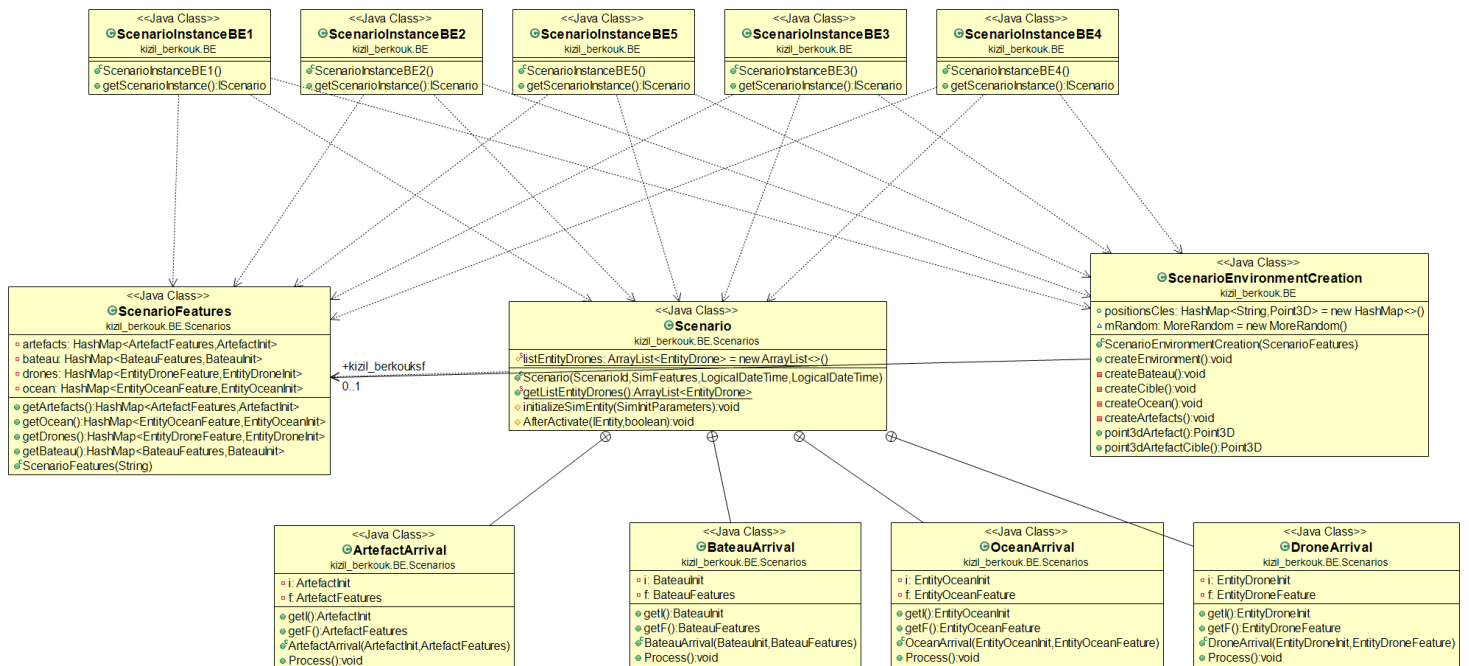 <<Java Class>>
ScenarioInstanceBE1
kizil_berkouk.BE
ScenarioInstanceBE1()
getScenarioInstance():IScenario
<<Java Class>>
ScenarioInstanceBE2
kizil_berkouk.BE
ScenarioInstanceBE2()
getScenarioInstance():IScenario
<<Java Class>>
ScenarioInstanceBE5
kizil_berkouk.BE
ScenarioInstanceBE5()
getScenarioInstance():IScenario
<<Java Class>>
ScenarioInstanceBE3
kizil_berkouk.BE
ScenarioInstanceBE3()
getScenarioInstance():IScenario
<<Java Class>>
ScenarioInstanceBE4
kizil_berkouk.BE
ScenarioInstanceBE4()
getScenarioInstance():IScenario
<<Java Class>>
ScenarioFeatures
kizil_berkouk.BE.Scenarios
artefacts: HashMap<ArtefactFeatures,ArtefactInit>
bateau: HashMap<BateauFeatures,BateauInit>
drones: HashMap<EntityDroneFeature,EntityDroneInit>
ocean: HashMap<EntityOceanFeature,EntityOceanInit>
getArtefacts():HashMap<ArtefactFeatures,ArtefactInit>
getOcean():HashMap<EntityOceanFeature,EntityOceanInit>
getDrones():HashMap<EntityDroneFeature,EntityDroneInit>
getBateau():HashMap<BateauFeatures,BateauInit>
ScenarioFeatures(String)
+kizil_berkouksf
0..1
<<Java Class>>
Scenario
kizil_berkouk.BE.Scenarios
listEntityDrones: ArrayList<EntityDrone> = new ArrayList<>()
Scenario(ScenarioId,SimFeatures,LogicalDateTime,LogicalDateTime)
getListEntityDrones():ArrayList<EntityDrone>
initializeSimEntity(SimInitParameters):void
AfterActivate(IEntity,boolean):void
<<Java Class>>
ScenarioEnvironmentCreation
kizil_berkouk.BE
positionsCles: HashMap<String,Point3D> = new HashMap<>()
mRandom: MoreRandom = new MoreRandom()
ScenarioEnvironmentCreation(ScenarioFeatures)
createEnvironment():void
createBateau():void
createCible():void
createOcean():void
createArtefacts():void
point3dArtefact():Point3D
point3dArtefactCible():Point3D
<<Java Class>>
ArtefactArrival
kizil_berkouk.BE.Scenarios
i: ArtefactInit
f: ArtefactFeatures
getI():ArtefactInit
getF():ArtefactFeatures
ArtefactArrival(ArtefactInit,ArtefactFeatures)
Process():void
<<Java Class>>
BateauArrival
kizil_berkouk.BE.Scenarios
i: BateauInit
f: BateauFeatures
getI():BateauInit
getF():BateauFeatures
BateauArrival(BateauInit,BateauFeatures)
Process():void
<<Java Class>>
OceanArrival
kizil_berkouk.BE.Scenarios
i: EntityOceanInit
f: EntityOceanFeature
getI():EntityOceanInit
getF():EntityOceanFeature
OceanArrival(EntityOceanInit,EntityOceanFeature)
Process():void
<<Java Class>>
DroneArrival
kizil_berkouk.BE.Scenarios
i: EntityDroneInit
f: EntityDroneFeature
getI():EntityDroneInit
getF():EntityDroneFeature
DroneArrival(EntityDroneInit,EntityDroneFeature)
Process():void